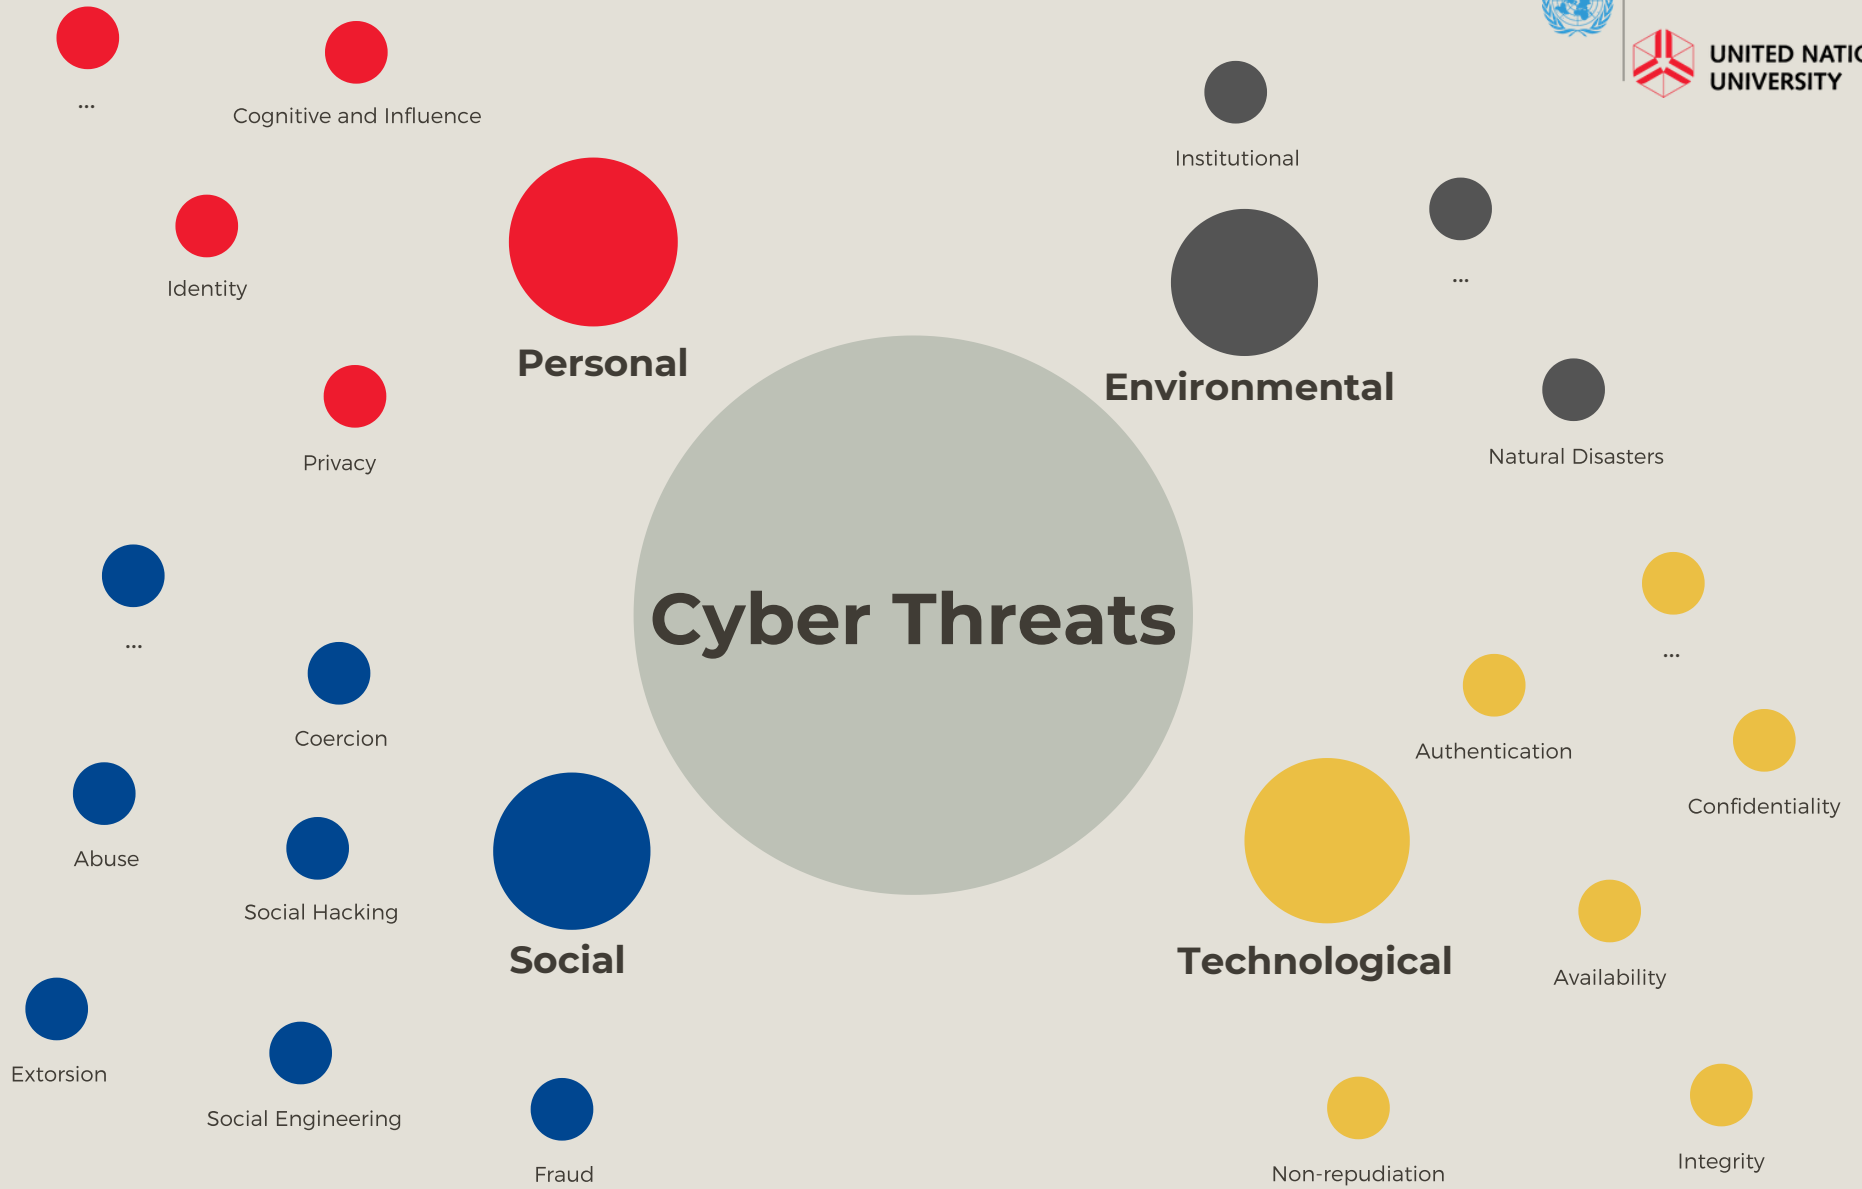 ...
Cognitive and Influence
Identity
Personal
Privacy
UNITED
UNIVERSITY
Institutional
...
Environmental
Natural Disasters
Cyber Threats
...
Coercion
Abuse
Social Hacking
Social
Extorsion
Social Engineering
Fraud
...
Authentication
Confidentiality
Technological
Availability
Non-repudiation
Integrity